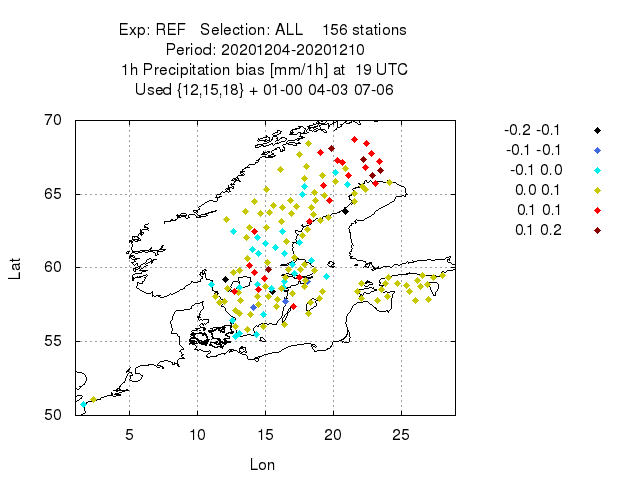 Exp: REF Selection: ALL 156 stations
Period: 20201204-20201210
1h Precipitation bias [mm/1h] at 19 UTC
Used {12,15,18} + 01-00 04-03 07-06
70
65
60
55
50
Lat
5 10 15 20 25
Lon
-0.2 -0.1
-0.1 -0.1
-0.1 0.0
0.0 0.1
0.1 0.1
0.1 0.2